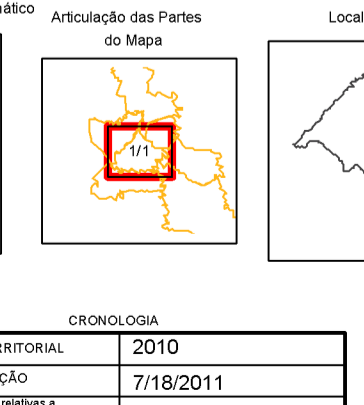 ático
Articulação das Partes
do Mapa
Local
1/1
CRONOLOGIA
RRITORIAL
2010
ÇÃO
7/18/2011
relativas a